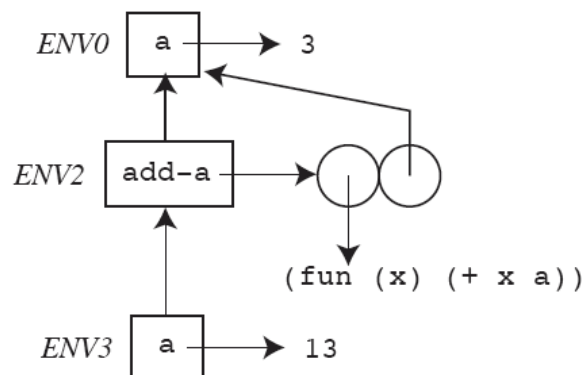 ENV0 a 3
ENV2 add-a
(fun (x) (+ x a))
ENV3 a 13